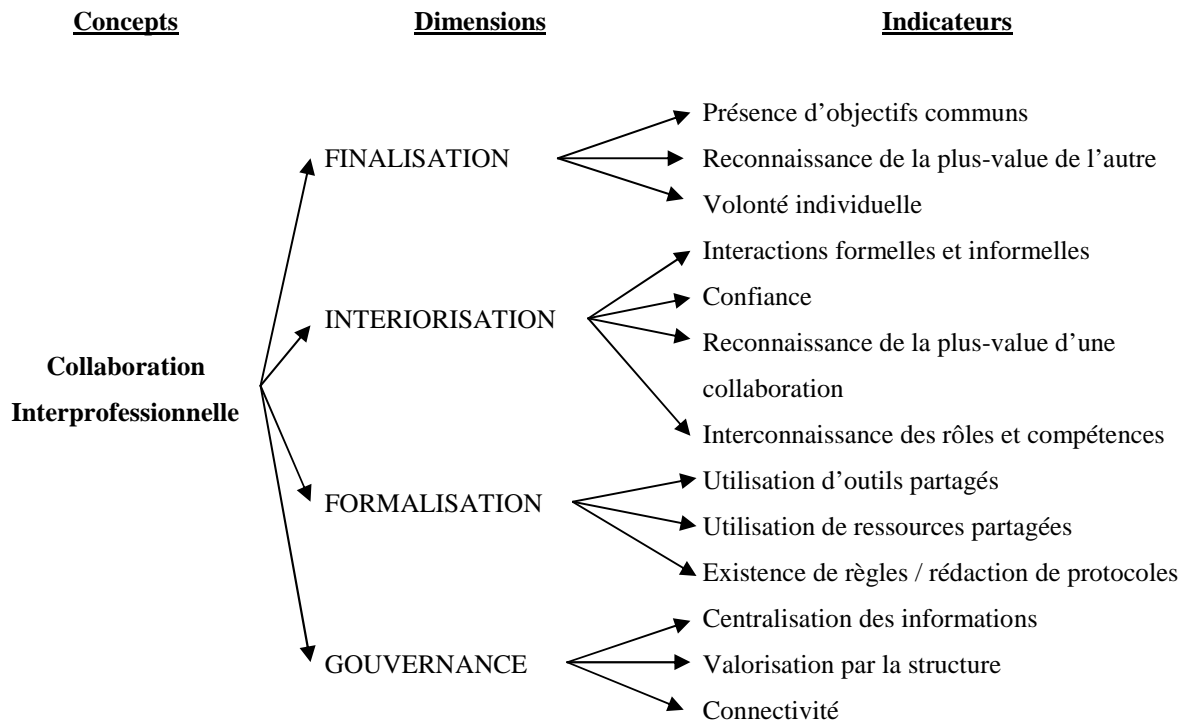 Concepts
Dimensions
Indicateurs
Collaboration
Interprofessionnelle
FINALISATION
Présence d’objectifs communs
Reconnaissance de la plus-value de l’autre
Volonté individuelle
INTERIORISATION
Interactions formelles et informelles
Confiance
Reconnaissance de la plus-value d’une
collaboration
Interconnaissance des rôles et compétences
FORMALISATION
Utilisation d’outils partagés
Utilisation de ressources partagées
Existence de règles / rédaction de protocoles
GOUVERNANCE
Centralisation des informations
Valorisation par la structure
Connectivité